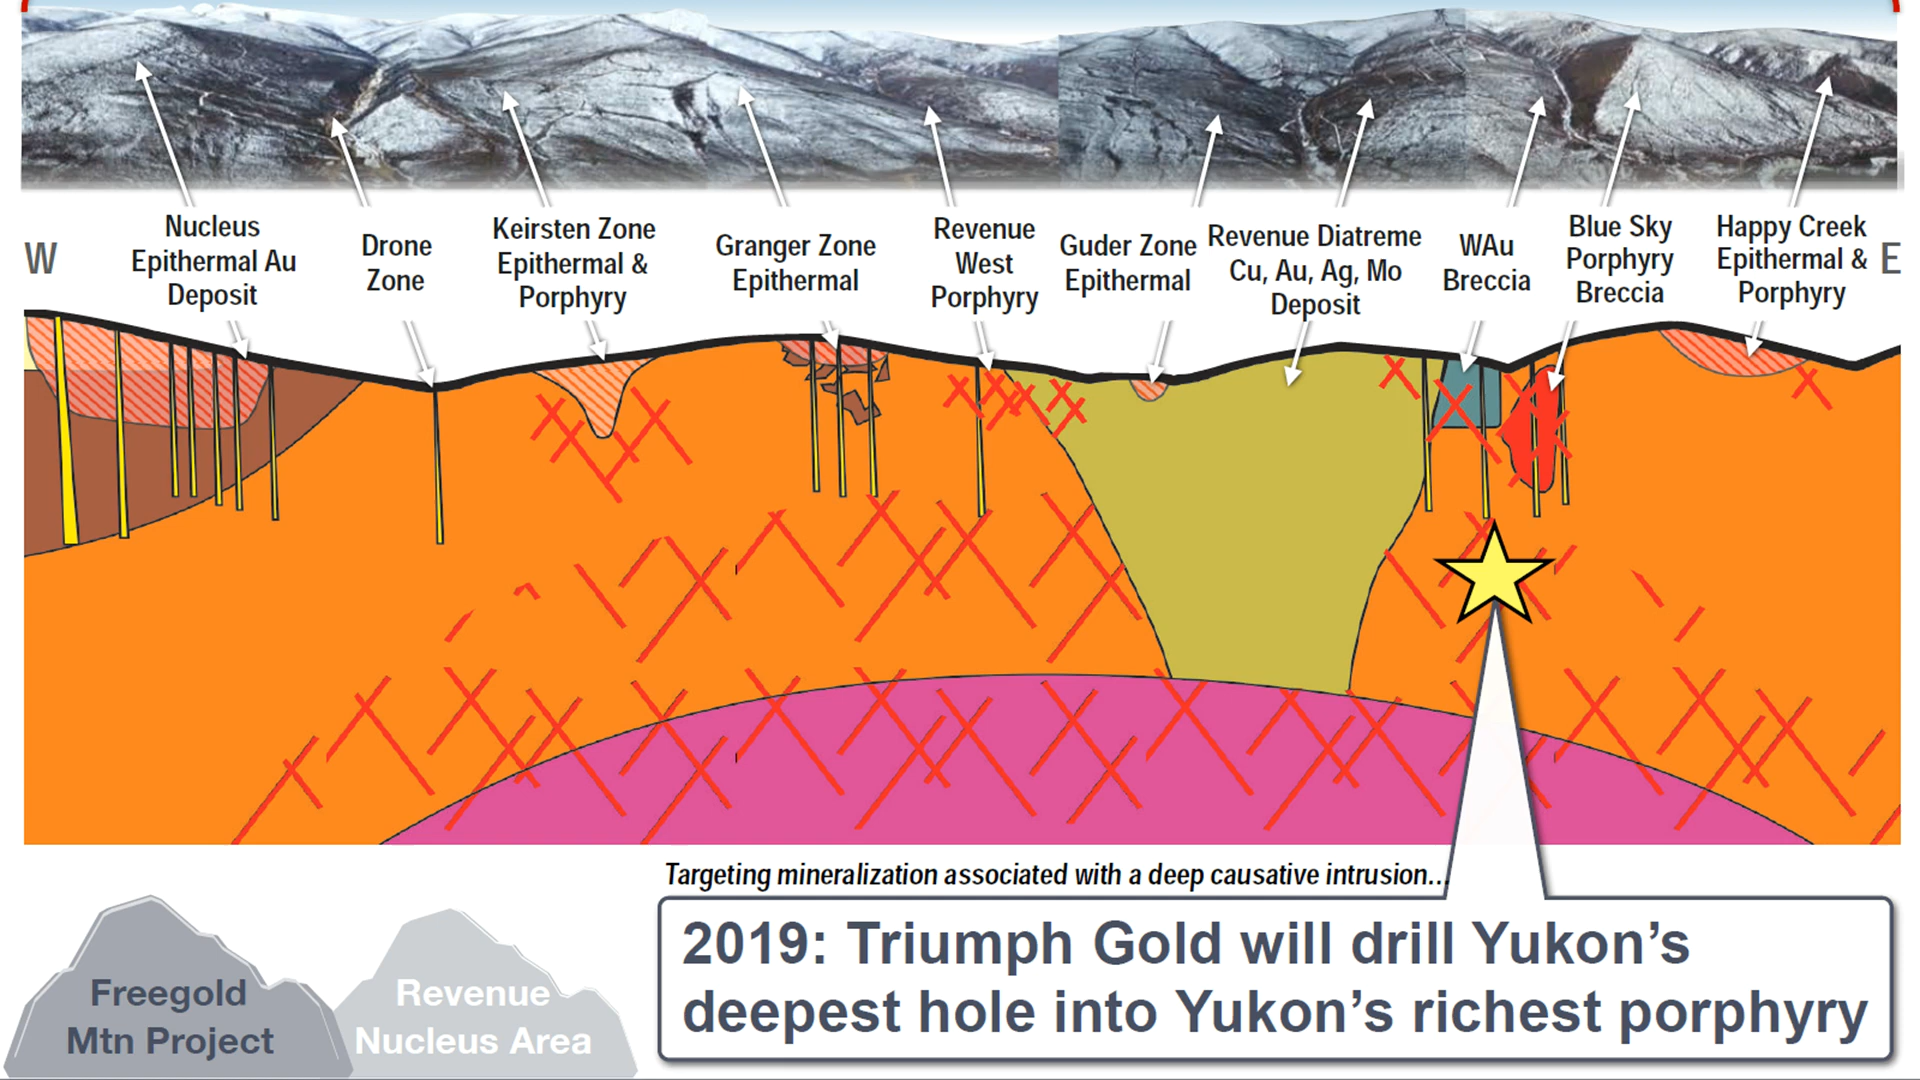 W
Nucleus
Epithermal Au
Deposit
Drone
Zone
Keirsten Zone
Epithermal &
Porphyry
Granger Zone
Epithermal
Revenue
West
Porphyry
Guder Zone
Epithermal
Revenue Diatreme
Cu, Au, Ag, Mo
Deposit
WAu
Breccia
Blue Sky
Porphyry
Breccia
Happy Creek
Epithermal &
Porphyry
E
Targeting mineralization associated with a deep causative intrusion...
2019: Triumph Gold will drill Yukon’s
deepest hole into Yukon’s richest porphyry
Freegold
Mtn Project
Revenue
Nucleus Area